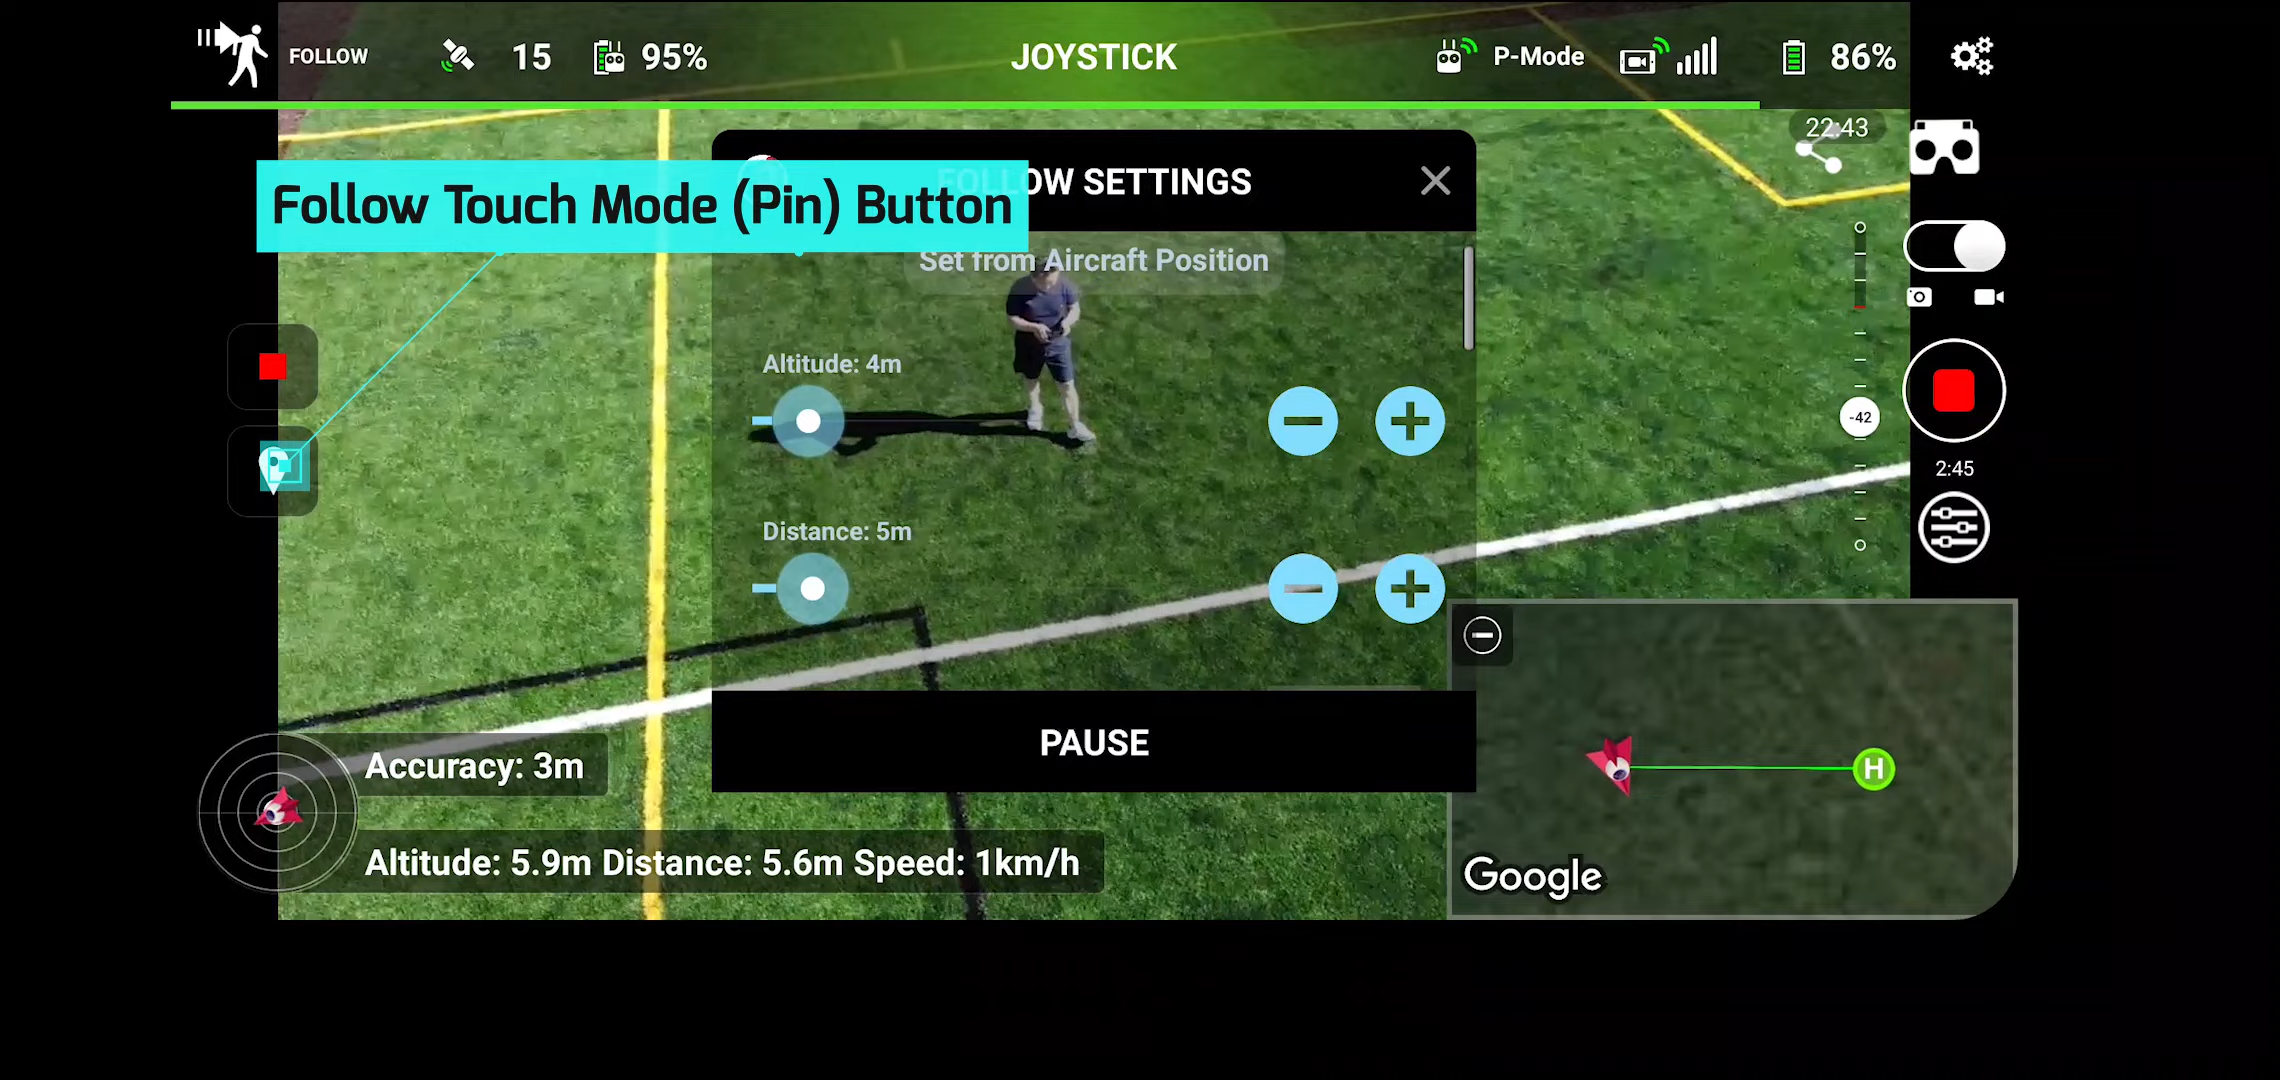 FOLLOW 15 95% JOYSTICK P-Mode 86%
22:43
OW SETTINGS
Follow Touch Mode (Pin) Button
Set from Aircraft Position
Altitude: 4m
-42
2:45
Distance: 5m
PAUSE
Accuracy: 3m
H
Altitude: 5.9m Distance: 5.6m Speed: 1km/h
Google